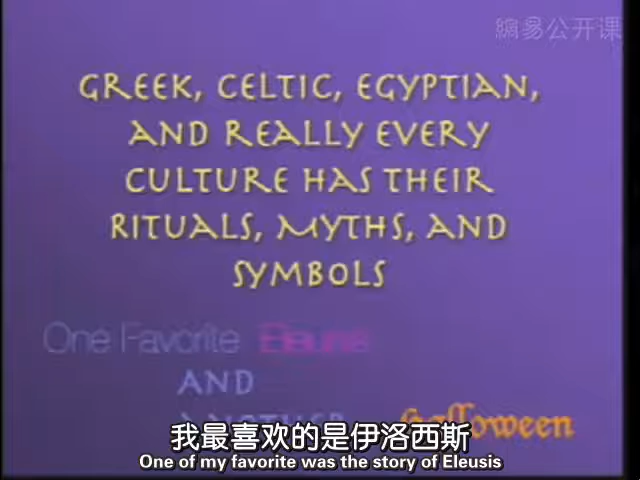 網易公开课
GREEK, CELTIC, EGYPTIAN,
AND REALLY EVERY
CULTURE HAS THEIR
RITUALS, MYTHS, AND
SYMBOLS
One Favorite Eleusis
AND
ANOTHER Halloween
我最喜欢的是伊洛西斯
One of my favorite was the story of Eleusis